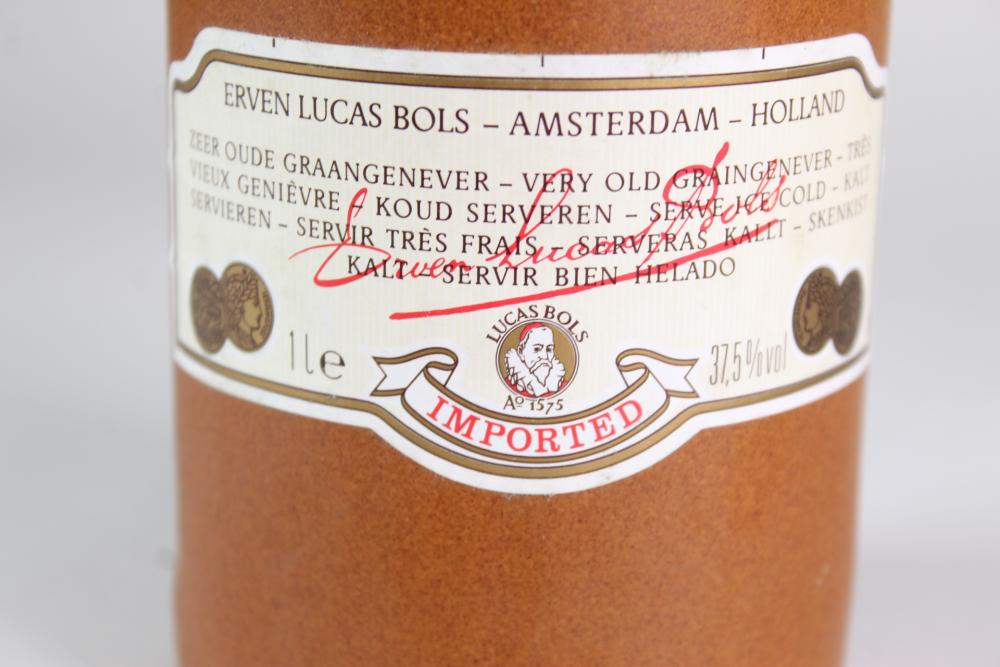 ERVEN LUCAS BOLS – AMSTERDAM – HOLLAND
ZEER OUDE GRAANGENEVER – VERY OLD GRAINGENEVER – TRÈS
VIEUX GENIÈVRE – KOUD SERVEREN – SERVE ICE COLD – KALT
SERVIEREN – SERVIR TRÈS FRAIS – SERVERAS KALLT – SKENKIST
KALT – SERVIR BIEN HELADO
Erven Lucas Bols
LUCAS BOLS
1 l e
37,5 % vol
Aº 1575
IMPORTED